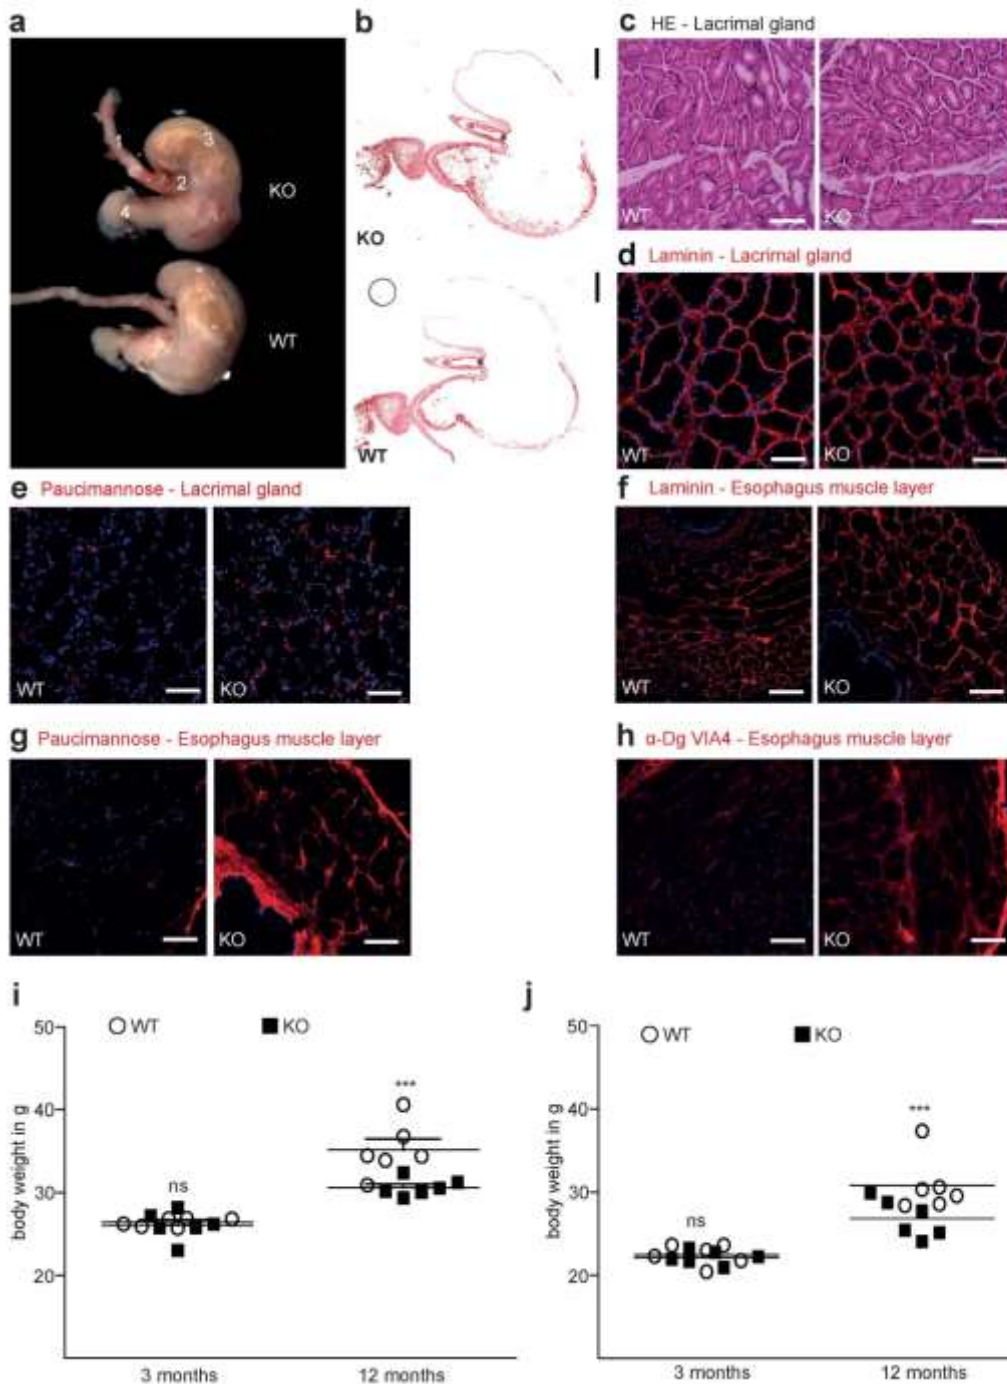 a
1
3
2
4
KO
WT
b
KO
WT
c HE - Lacrimal gland
WT
KO
d Laminin - Lacrimal gland
WT
KO
e Paucimannose - Lacrimal gland
WT
KO
f Laminin - Esophagus muscle layer
WT
KO
g Paucimannose - Esophagus muscle layer
WT
KO
h α-Dg VIA4 - Esophagus muscle layer
WT
KO
i
WT
KO
body weight in g
50
40
30
20
ns
***
3 months
12 months
j
WT
KO
body weight in g
50
40
30
20
ns
***
3 months
12 months